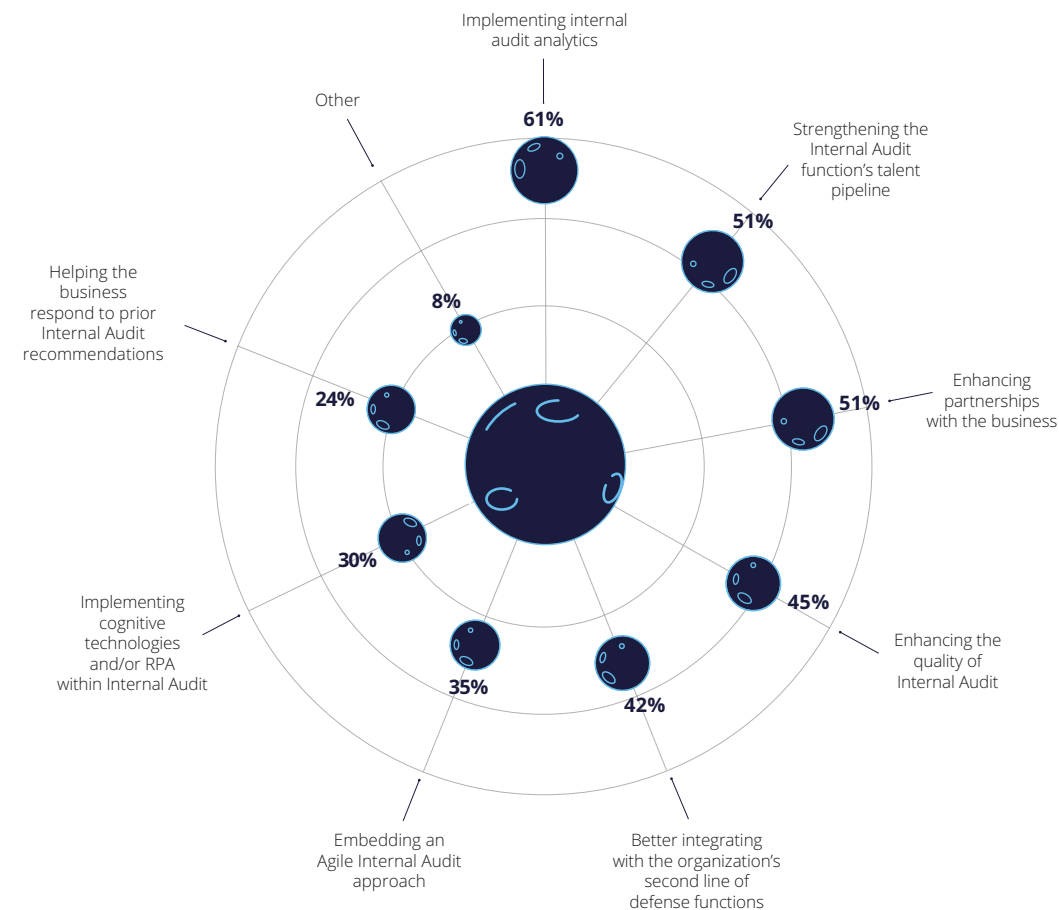 Implementing internal
audit analytics
61%
Strengthening the
Internal Audit
function’s talent
pipeline
51%
Enhancing
partnerships
with the business
51%
Enhancing the
quality of
Internal Audit
45%
Better integrating
with the organization’s
second line of
defense functions
42%
Embedding an
Agile Internal Audit
approach
35%
Implementing
cognitive
technologies
and/or RPA
within Internal Audit
30%
Helping the
business
respond to prior
Internal Audit
recommendations
24%
Other
8%